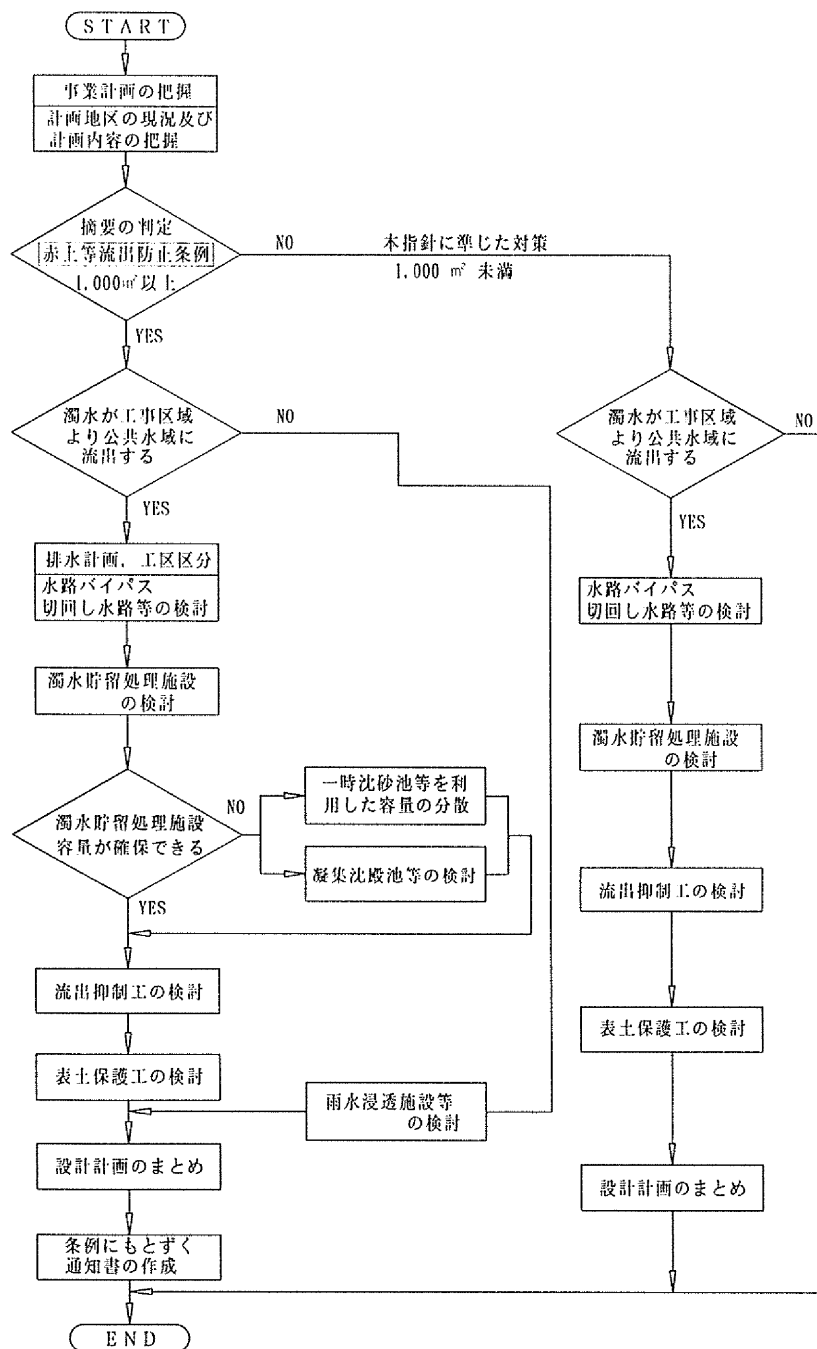 START
事業計画の把握
計画地区の現況及び
計画内容の把握
摘要の判定
赤土等流出防止条例
1,000㎡以上
NO
本指針に準じた対策
1,000 ㎡ 未満
YES
濁水が工事区域
より公共水域に
流出する
NO
濁水が工事区域
より公共水域に
流出する
NO
YES
YES
排水計画，工区区分
水路バイパス
切回し水路等の検討
水路バイパス
切回し水路等の検討
濁水貯留処理施設
の検討
濁水貯留処理施設
の検討
濁水貯留処理施設
容量が確保できる
NO
一時沈砂池等を利
用した容量の分散
凝集沈殿池等の検討
YES
流出抑制工の検討
流出抑制工の検討
表土保護工の検討
表土保護工の検討
雨水浸透施設等
の検討
設計計画のまとめ
設計計画のまとめ
条例にもとずく
通知書の作成
END